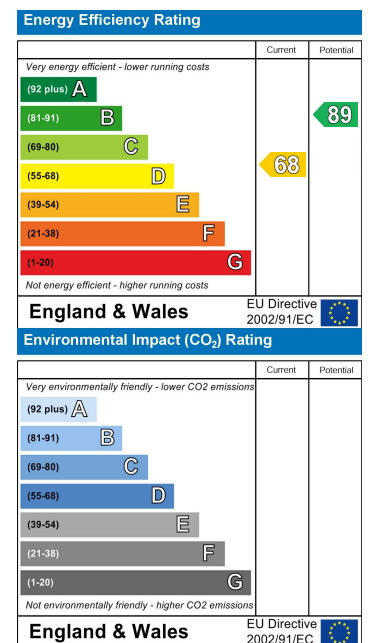 Energy Efficiency Rating
Current Potential
Very energy efficient - lower running costs
(92 plus) A
(81-91) B
89
(69-80) C
68
(55-68) D
(39-54) E
(21-38) F
(1-20) G
Not energy efficient - higher running costs
England & Wales
EU Directive
2002/91/EC
Environmental Impact (CO₂) Rating
Current Potential
Very environmentally friendly - lower CO2 emissions
(92 plus) A
(81-91) B
(69-80) C
(55-68) D
(39-54) E
(21-38) F
(1-20) G
Not environmentally friendly - higher CO2 emissions
England & Wales
EU Directive
2002/91/EC